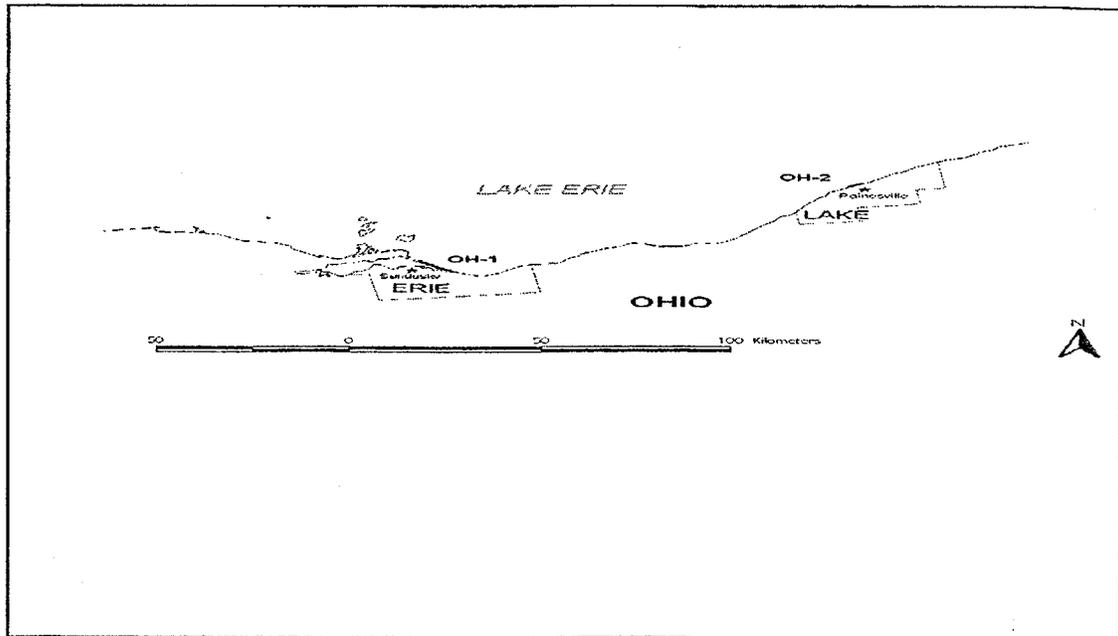 OH-2
LAKE ERIE
Painesville
LAKE
OH-1
Sandusky
ERIE
OHIO
N
50 0 50 100 Kilometers